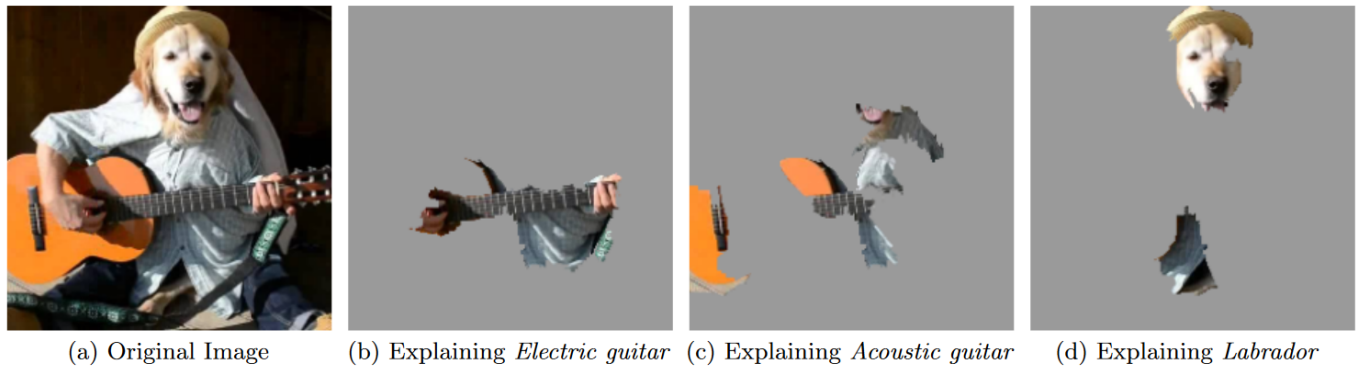 (a) Original Image
(b) Explaining Electric guitar
(c) Explaining Acoustic guitar
(d) Explaining Labrador